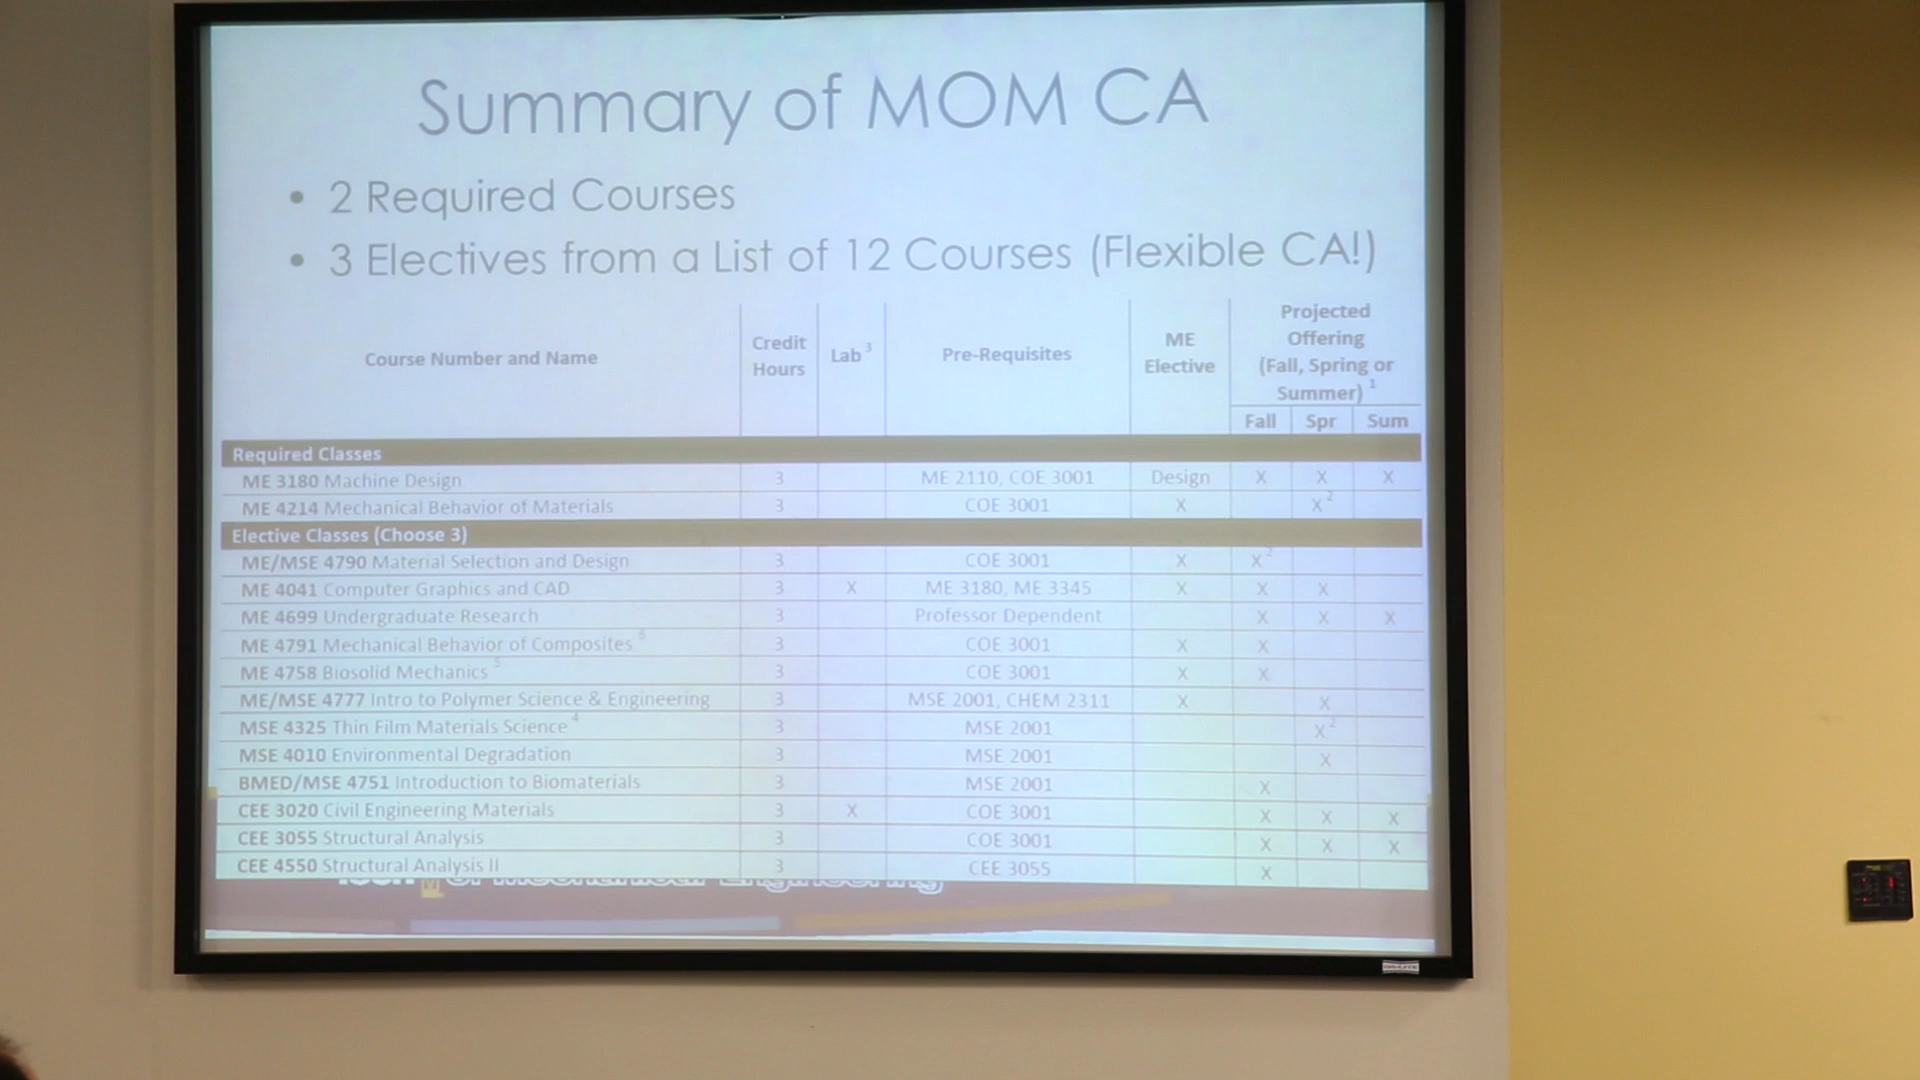 Summary of MOM CA
• 2 Required Courses
• 3 Electives from a List of 12 Courses (Flexible CA!)
Course Number and Name Credit Hours Lab 3 Pre-Requisites ME Elective Projected Offering (Fall, Spring or Summer) 1
Fall Spr Sum
Required Classes
ME 3180 Machine Design 3 ME 2110, COE 3001 Design X X X
ME 4214 Mechanical Behavior of Materials 3 COE 3001 X X 2
Elective Classes (Choose 3)
ME/MSE 4790 Material Selection and Design 3 COE 3001 X X 2
ME 4041 Computer Graphics and CAD 3 X ME 3180, ME 3345 X X X
ME 4699 Undergraduate Research 3 Professor Dependent X X X
ME 4791 Mechanical Behavior of Composites 6 3 COE 3001 X X
ME 4758 Biosolid Mechanics 5 3 COE 3001 X X
ME/MSE 4777 Intro to Polymer Science & Engineering 3 MSE 2001, CHEM 2311 X X
MSE 4325 Thin Film Materials Science 4 3 MSE 2001 X 2
MSE 4010 Environmental Degradation 3 MSE 2001 X
BMED/MSE 4751 Introduction to Biomaterials 3 MSE 2001 X
CEE 3020 Civil Engineering Materials 3 X COE 3001 X X X
CEE 3055 Structural Analysis 3 COE 3001 X X X
CEE 4550 Structural Analysis II 3 CEE 3055 X
of Mechanical Engineering